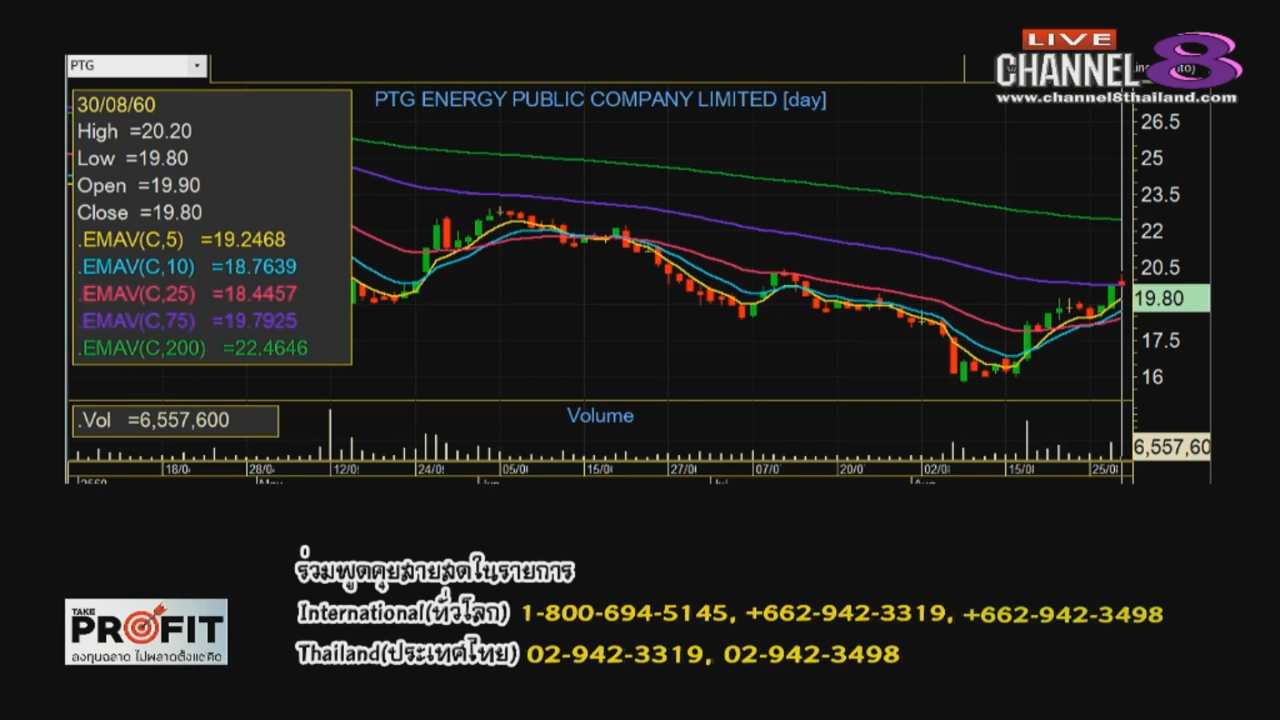 LIVE
CHANNEL 8
www.channel8thailand.com
PTG
PTG ENERGY PUBLIC COMPANY LIMITED [day]
30/08/60
High =20.20
Low =19.80
Open =19.90
Close =19.80
.EMAV(C,5) =19.2468
.EMAV(C,10) =18.7639
.EMAV(C,25) =18.4457
.EMAV(C,75) =19.7925
.EMAV(C,200) =22.4646
26.5
25
23.5
22
20.5
19.80
17.5
16
.Vol =6,557,600
Volume
6,557,60
18/0 28/0 12/0 24/0 05/0 15/0 27/0 07/ 20/ 02/0 15/0 25/0
ร่วมพูดคุยสายสดในรายการ
International(ทั่วโลก) 1-800-694-5145, +662-942-3319, +662-942-3498
Thailand(ประเทศไทย) 02-942-3319, 02-942-3498
TAKE
PROFIT
ลงทุนฉลาด ไม่พลาดตั้งแต่คิด